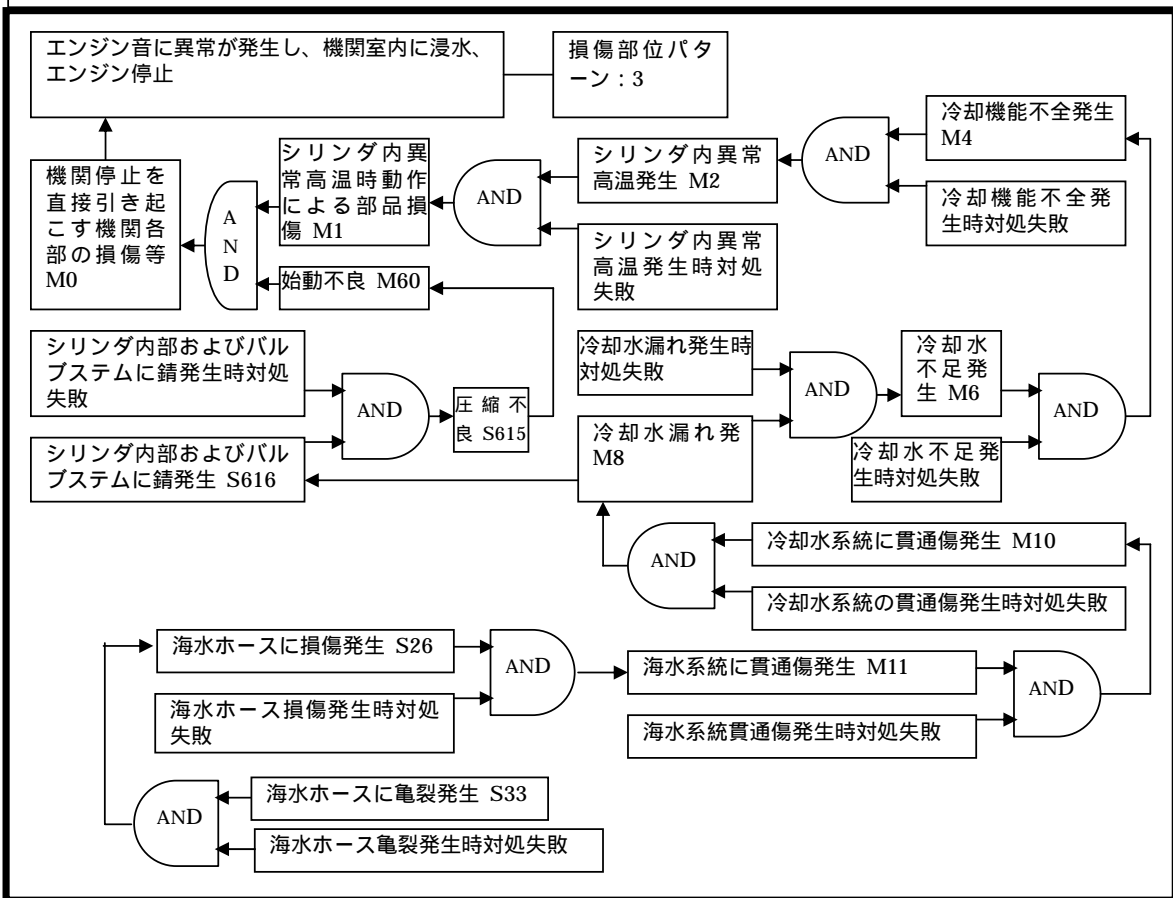 エンジン音に異常が発生し、機関室内に浸水、
エンジン停止
損傷部位パタ
ーン:3
冷却機能不全発生
M4
AND
冷却機能不全発
生時対処失敗
シリンダ内異常
高温発生 M2
シリンダ内異常
高温発生時対処
失敗
AND
シリンダ内異
常高温時動作
による部品損
傷 M1
始動不良 M60
A
N
D
機関停止を
直接引き起
こす機関各
部の損傷等
M0
シリンダ内部およびバル
ブステムに錆発生時対処
失敗
シリンダ内部およびバル
ブステムに錆発生 S616
AND
圧縮不
良 S615
冷却水漏れ発生時
対処失敗
冷却水漏れ発
M8
AND
冷却水
不足発
生 M6
冷却水不足発
生時対処失敗
AND
AND
冷却水系統に貫通傷発生 M10
冷却水系統の貫通傷発生時対処失敗
海水ホースに損傷発生 S26
海水ホース損傷発生時対処
失敗
AND
海水系統に貫通傷発生 M11
海水系統貫通傷発生時対処失敗
AND
AND
海水ホースに亀裂発生 S33
海水ホース亀裂発生時対処失敗